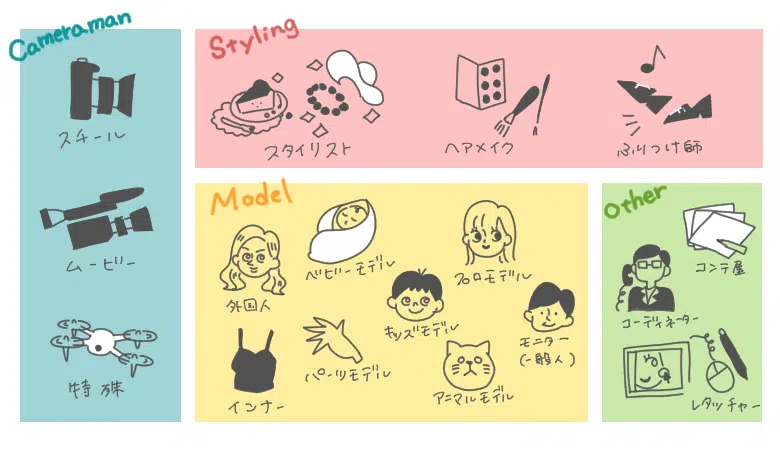 Cameraman
スチール
ムービー
特殊
Styling
スタイリスト
ヘアメイク
ふりつけ師
Model
外国人
ベビーモデル
キッズモデル
プロモデル
モニター
(一般人)
インナー
パーツモデル
アニマルモデル
Other
コンテ屋
コーディネーター
レタッチャー